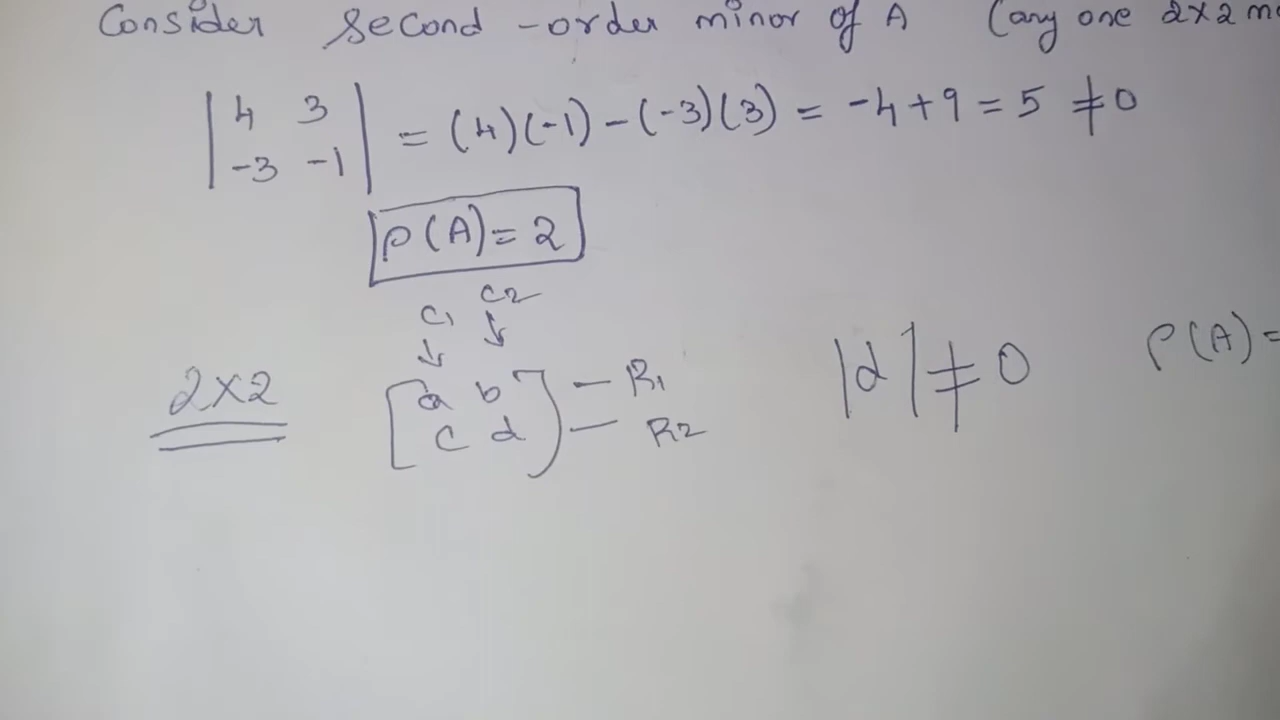 Consider second-order minor of A (any one 2x2 m
| 4 3 | = (4)(-1) - (-3)(3) = -4+9 = 5 ≠ 0
| -3 -1 |
ρ(A) = 2
C1 C2
↓ ↓
2x2 [a b] - R1 |d| ≠ 0 ρ(A) =
[c d] - R2